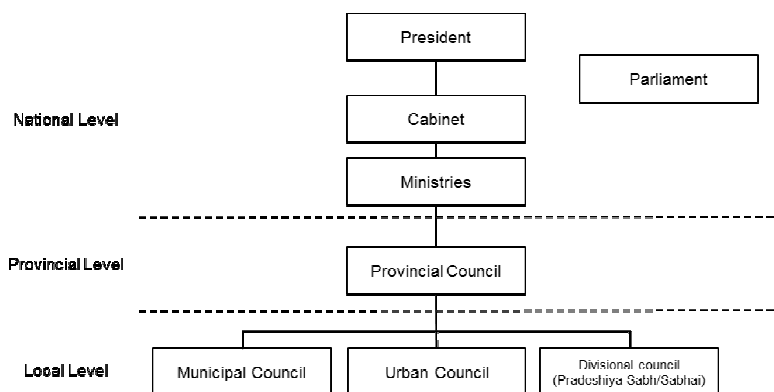 President
Parliament
National Level
Cabinet
Ministries
Provincial Level
Provincial Council
Local Level
Municipal Council
Urban Council
Divisional council
(Pradeshiya Sabh/Sabhai)